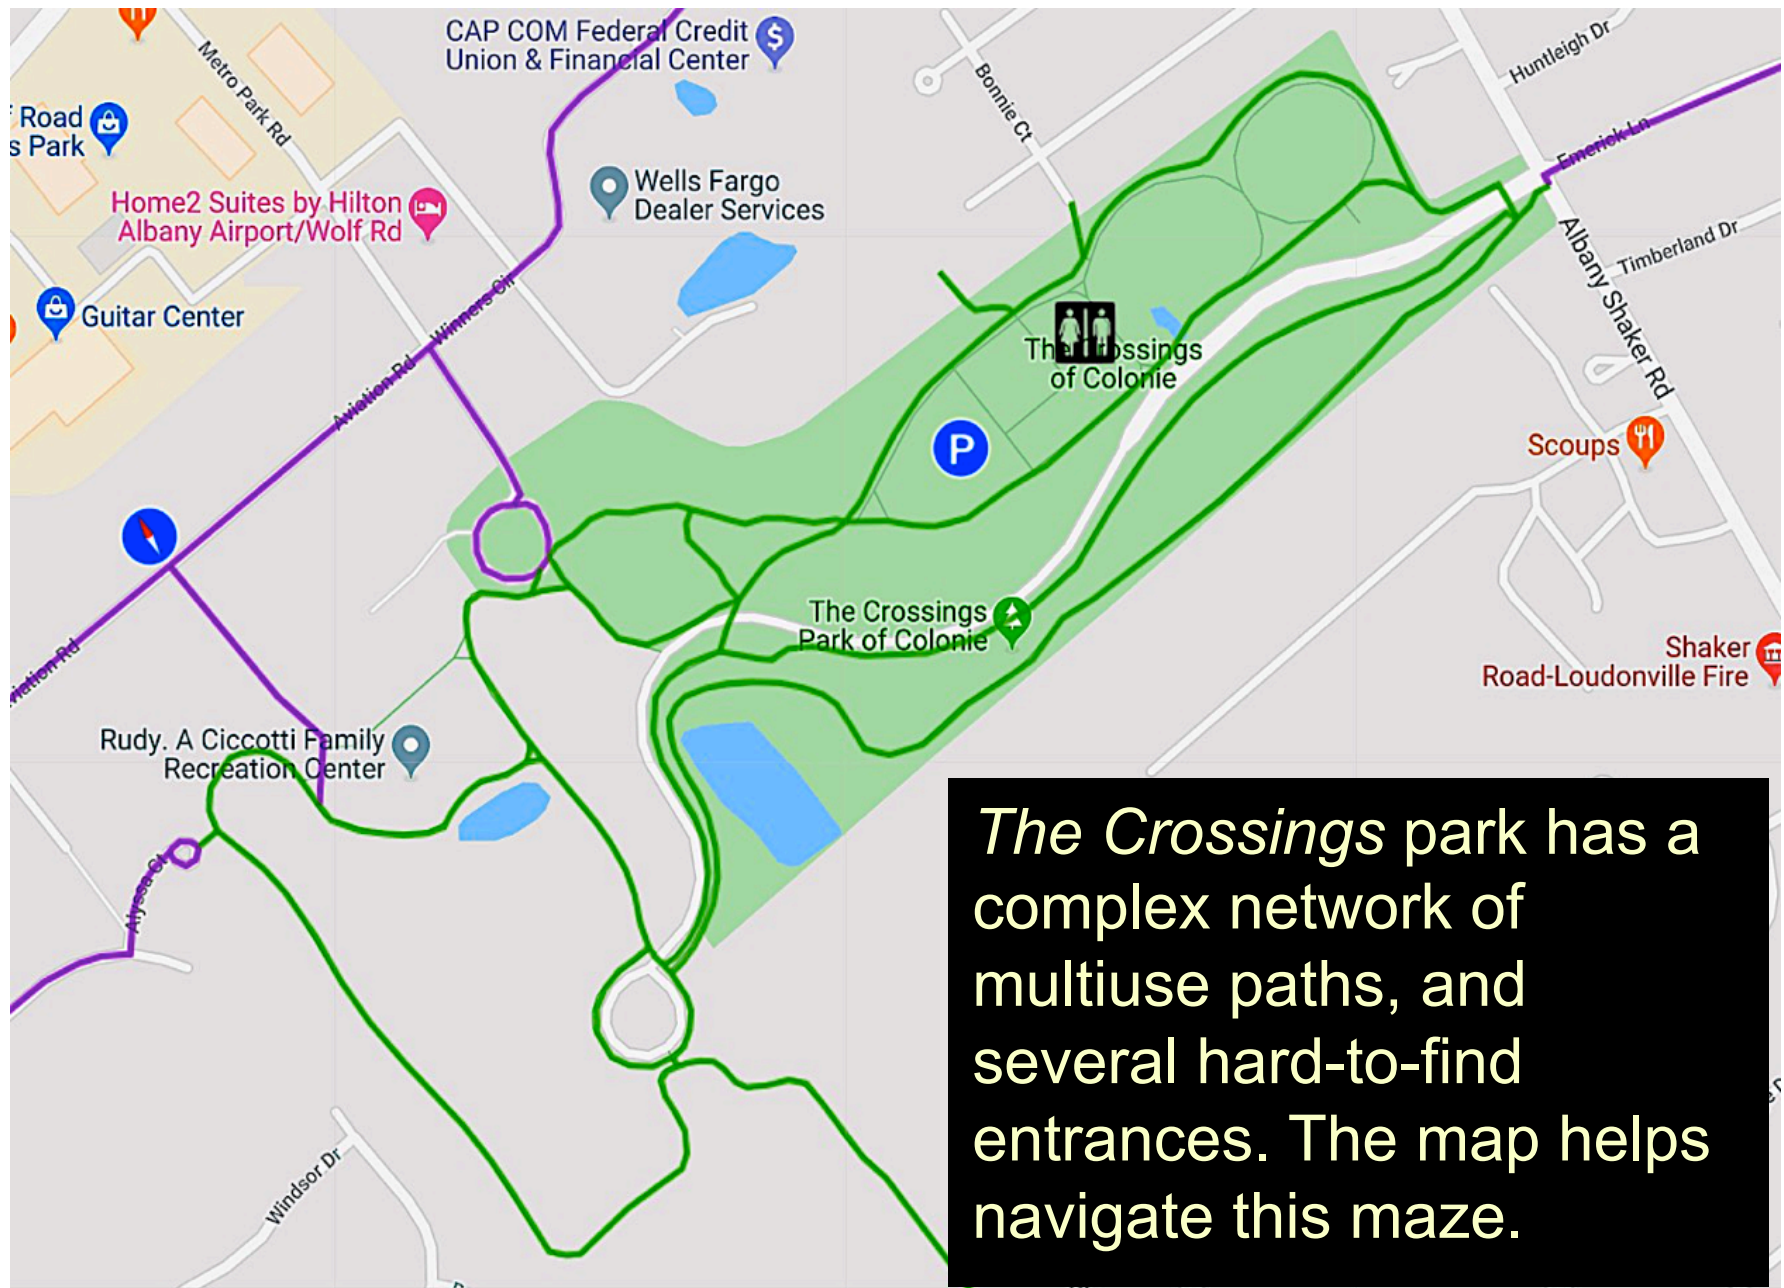 CAP COM Federal Credit
Union & Financial Center
Metro Park Rd
Road
s Park
Home2 Suites by Hilton
Albany Airport/Wolf Rd
Wells Fargo
Dealer Services
Bonnie Ct
Huntleigh Dr
Emerick Ln
Timberland Dr
Albany Shaker Rd
Guitar Center
Winners Cir
Aviation Rd
The Crossings
of Colonie
P
Scoups
The Crossings
Park of Colonie
Shaker
Road-Loudonville Fire
viation Rd
Rudy. A Ciccotti Family
Recreation Center
Alyssa Ct
Windsor Dr
The Crossings park has a
complex network of
multiuse paths, and
several hard-to-find
entrances. The map helps
navigate this maze.